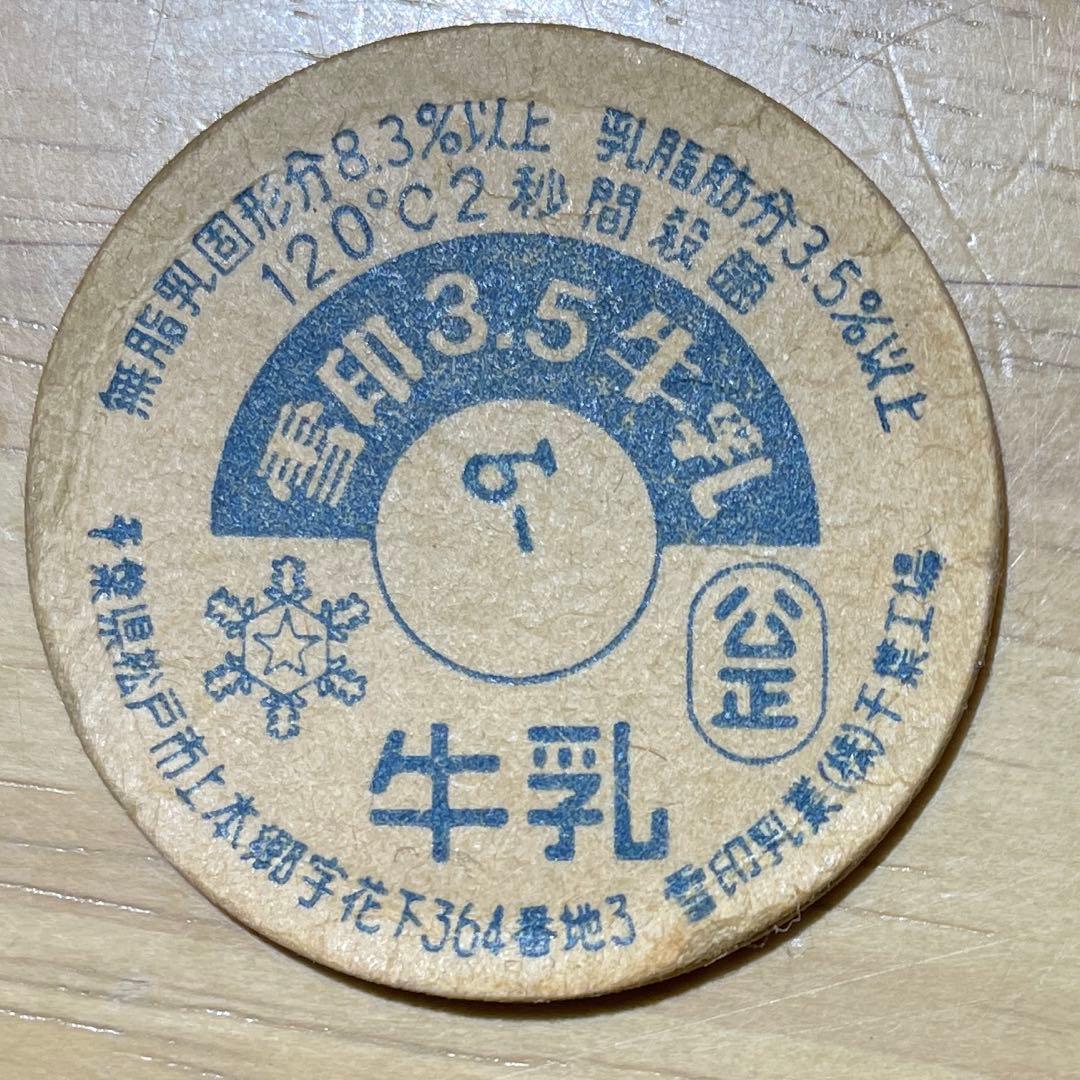 無脂乳固形分8.3%以上 乳脂肪分3.5%以上
120°C2秒間殺菌
雪印3.5牛乳
公正
牛乳
千葉県松戸市上本郷字花下364番地3 雪印乳業(株)千葉工場